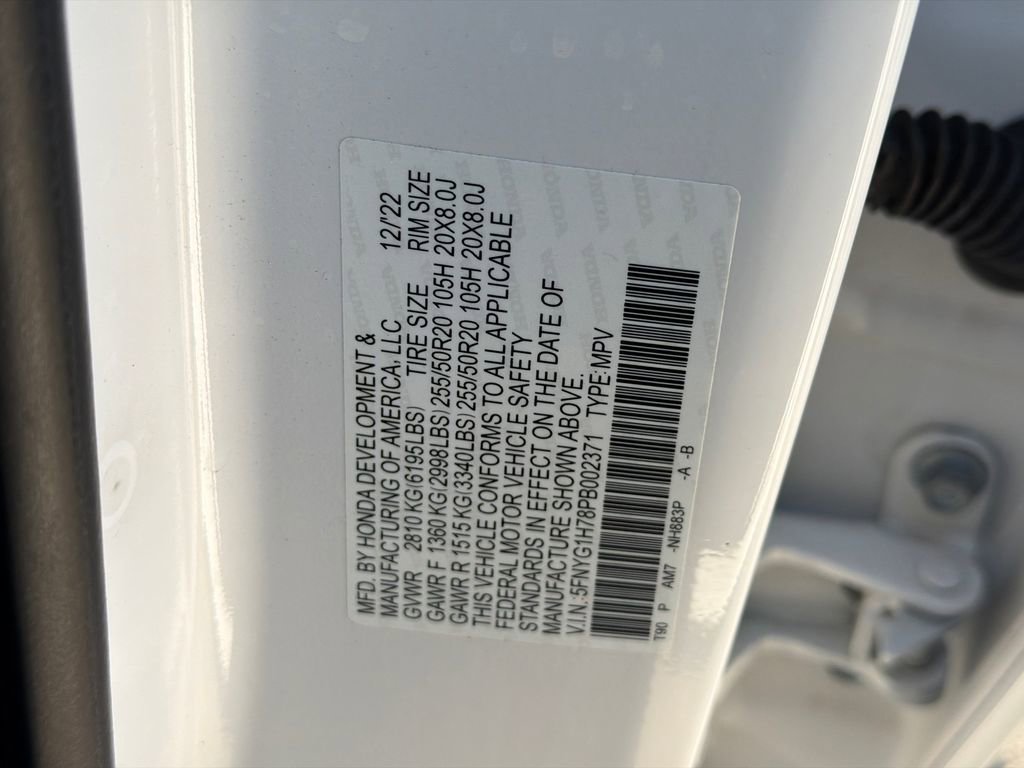 MFD. BY HONDA DEVELOPMENT &
MANUFACTURING OF AMERICA, LLC 12/'22
GVWR 2810 KG(6195LBS) TIRE SIZE RIM SIZE
GAWR F 1360 KG(2998LBS) 255/50R20 105H 20X8.0J
GAWR R 1515 KG(3340LBS) 255/50R20 105H 20X8.0J
THIS VEHICLE CONFORMS TO ALL APPLICABLE
FEDERAL MOTOR VEHICLE SAFETY
STANDARDS IN EFFECT ON THE DATE OF
MANUFACTURE SHOWN ABOVE.
V.I.N.:5FNYG1H78PB002371 TYPE:MPV
T90 P AM7 -NH883P -A -B